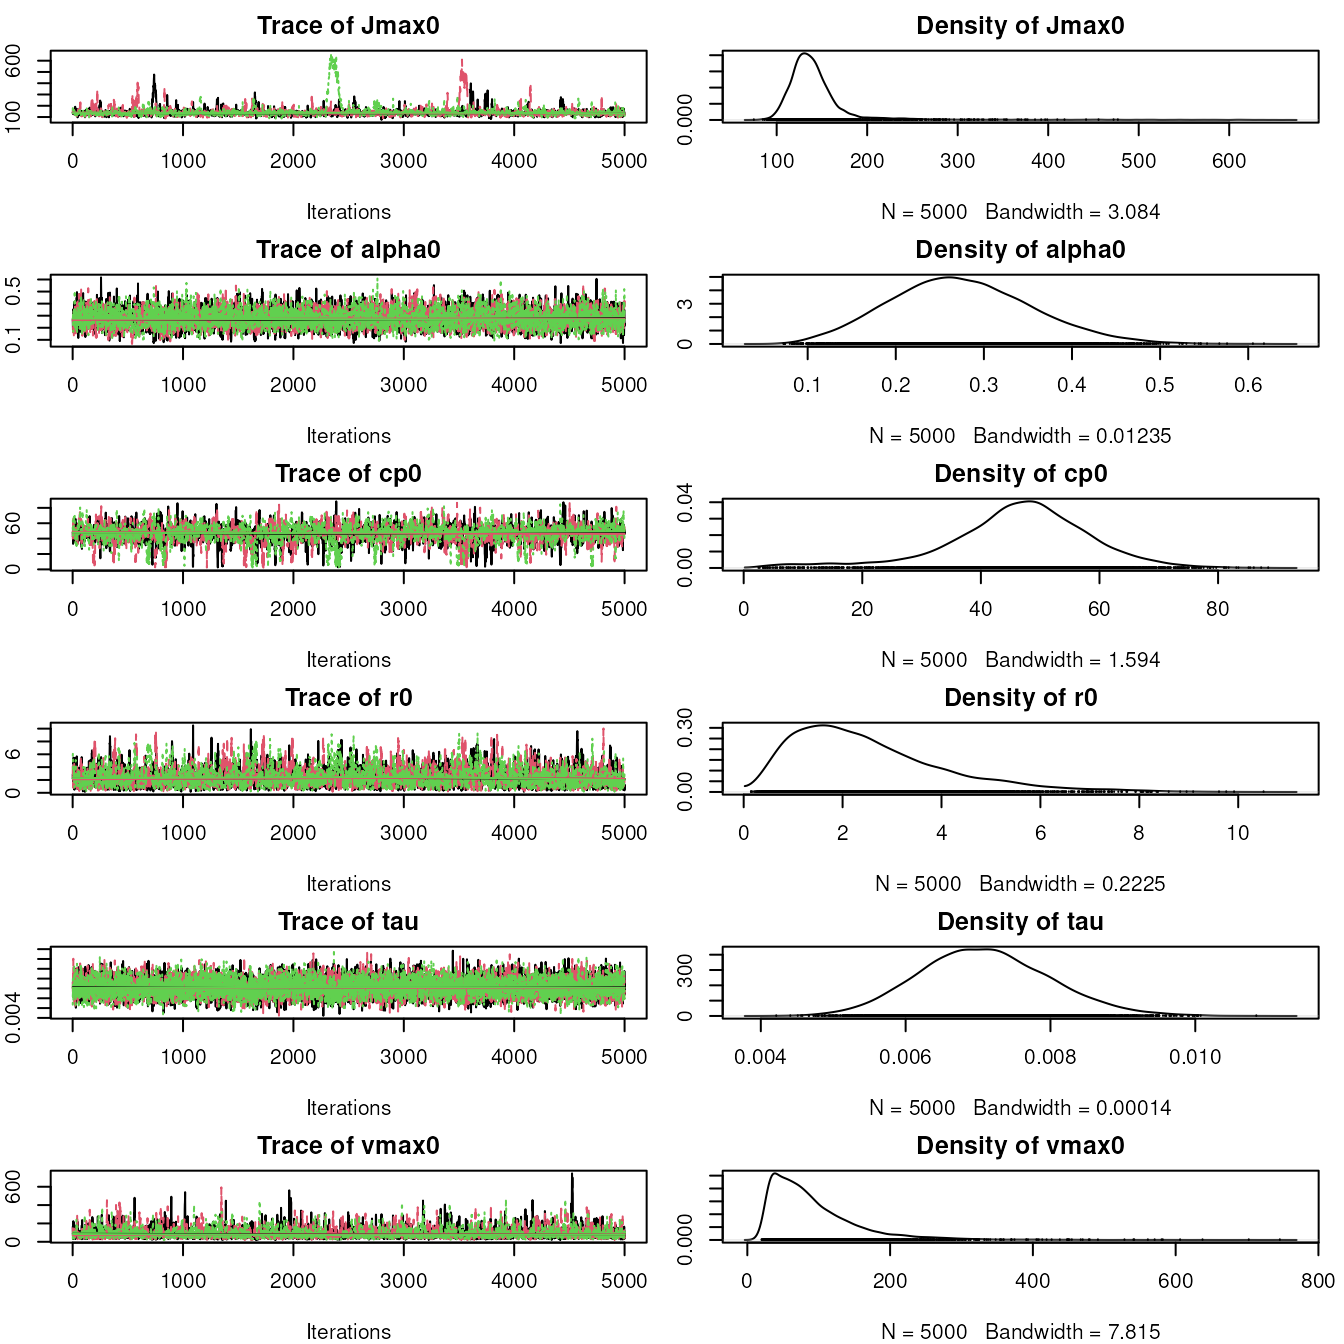 Trace of Jmax0
Density of Jmax0
100 600
0.000
0 1000 2000 3000 4000 5000
100 200 300 400 500 600
Iterations
N = 5000 Bandwidth = 3.084
Trace of alpha0
Density of alpha0
0.1 0.5
0 3
0 1000 2000 3000 4000 5000
0.1 0.2 0.3 0.4 0.5 0.6
Iterations
N = 5000 Bandwidth = 0.01235
Trace of cp0
Density of cp0
0 60
0.00 0.04
0 1000 2000 3000 4000 5000
0 20 40 60 80
Iterations
N = 5000 Bandwidth = 1.594
Trace of r0
Density of r0
0 6
0.00 0.30
0 1000 2000 3000 4000 5000
0 2 4 6 8 10
Iterations
N = 5000 Bandwidth = 0.2225
Trace of tau
Density of tau
0.004
0 300
0 1000 2000 3000 4000 5000
0.004 0.006 0.008 0.010
Iterations
N = 5000 Bandwidth = 0.00014
Trace of vmax0
Density of vmax0
0 600
0.000
0 1000 2000 3000 4000 5000
0 200 400 600 800
Iterations
N = 5000 Bandwidth = 7.815